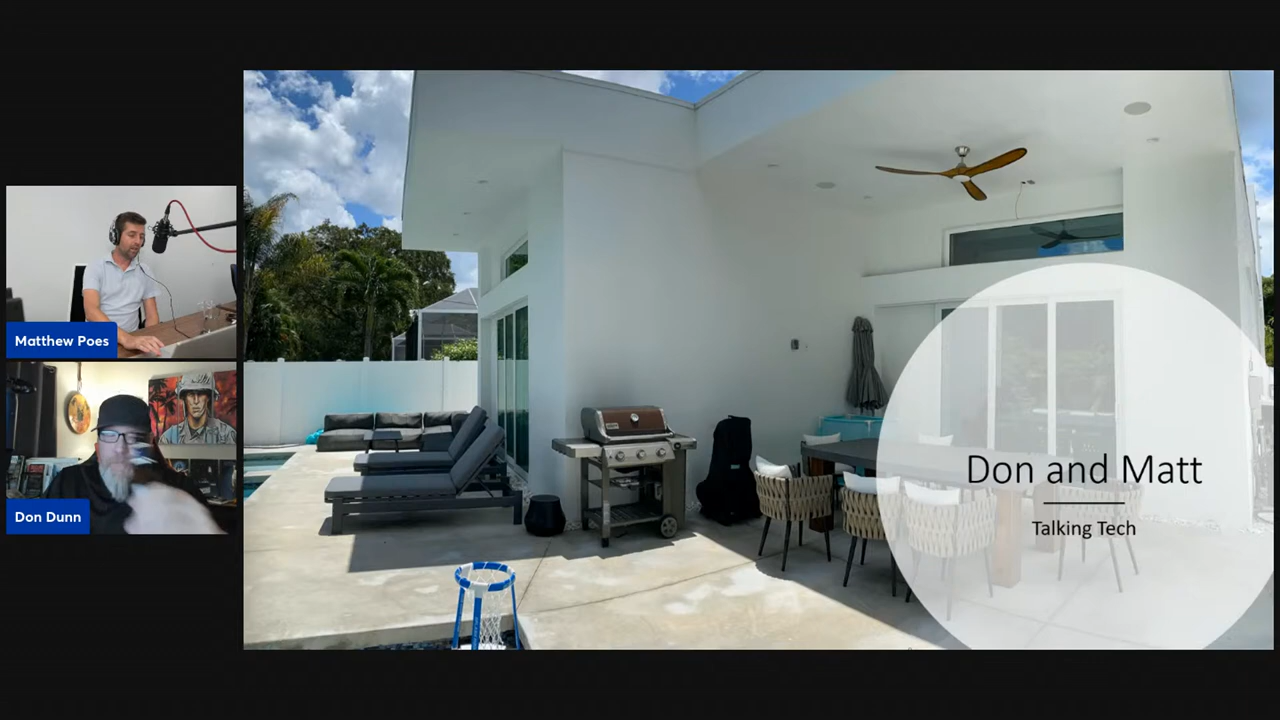 Matthew Poes
Don Dunn
Don and Matt
Talking Tech